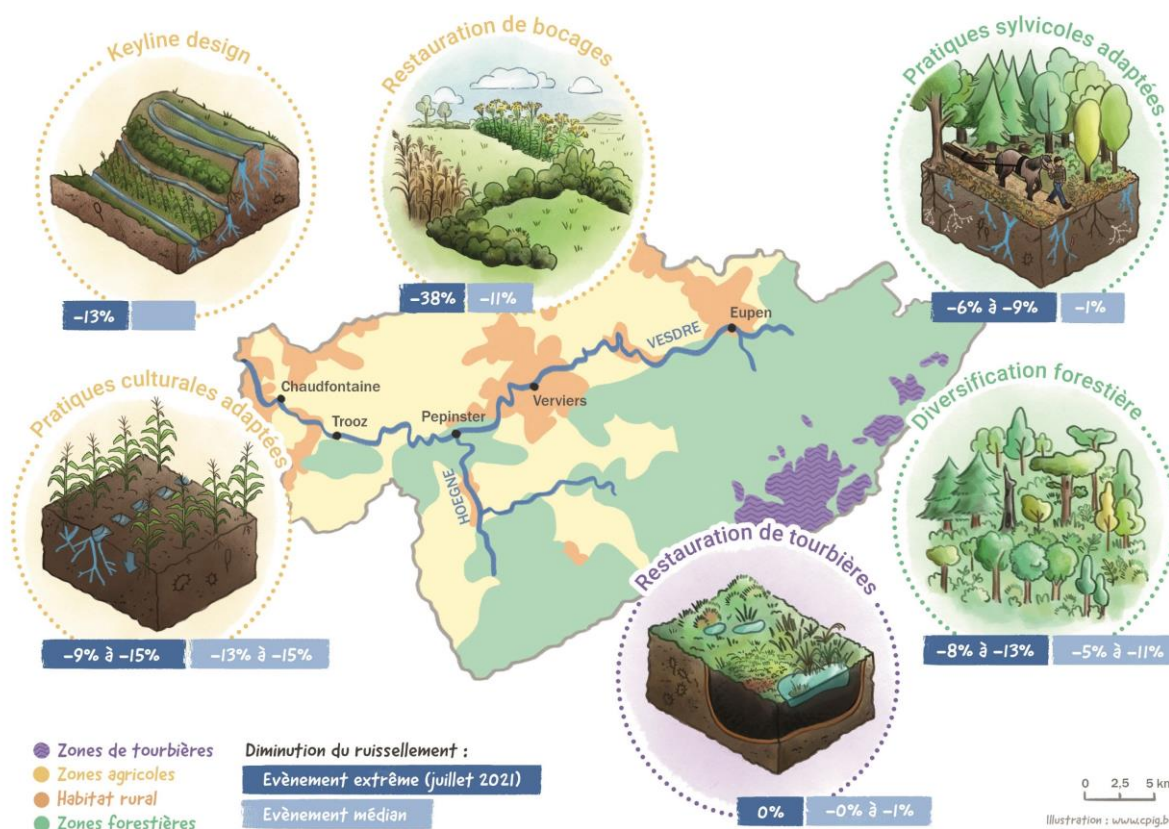 Keyline design
-13%
Restauration de bocages
-38% -11%
Pratiques sylvicoles adaptées
-6% à -9% -1%
Pratiques culturales adaptées
-9% à -15% -13% à -15%
Eupen
VESDRE
Verviers
Chaudfontaine
Trooz
Pepinster
HOEGNE
Diversification forestière
-8% à -13% -5% à -11%
Restauration de tourbières
0% -0% à -1%
Zones de tourbières
Zones agricoles
Habitat rural
Zones forestières
Diminution du ruissellement :
Evènement extrême (juillet 2021)
Evènement médian
0 2,5 5 km
Illustration : www.cpig.b